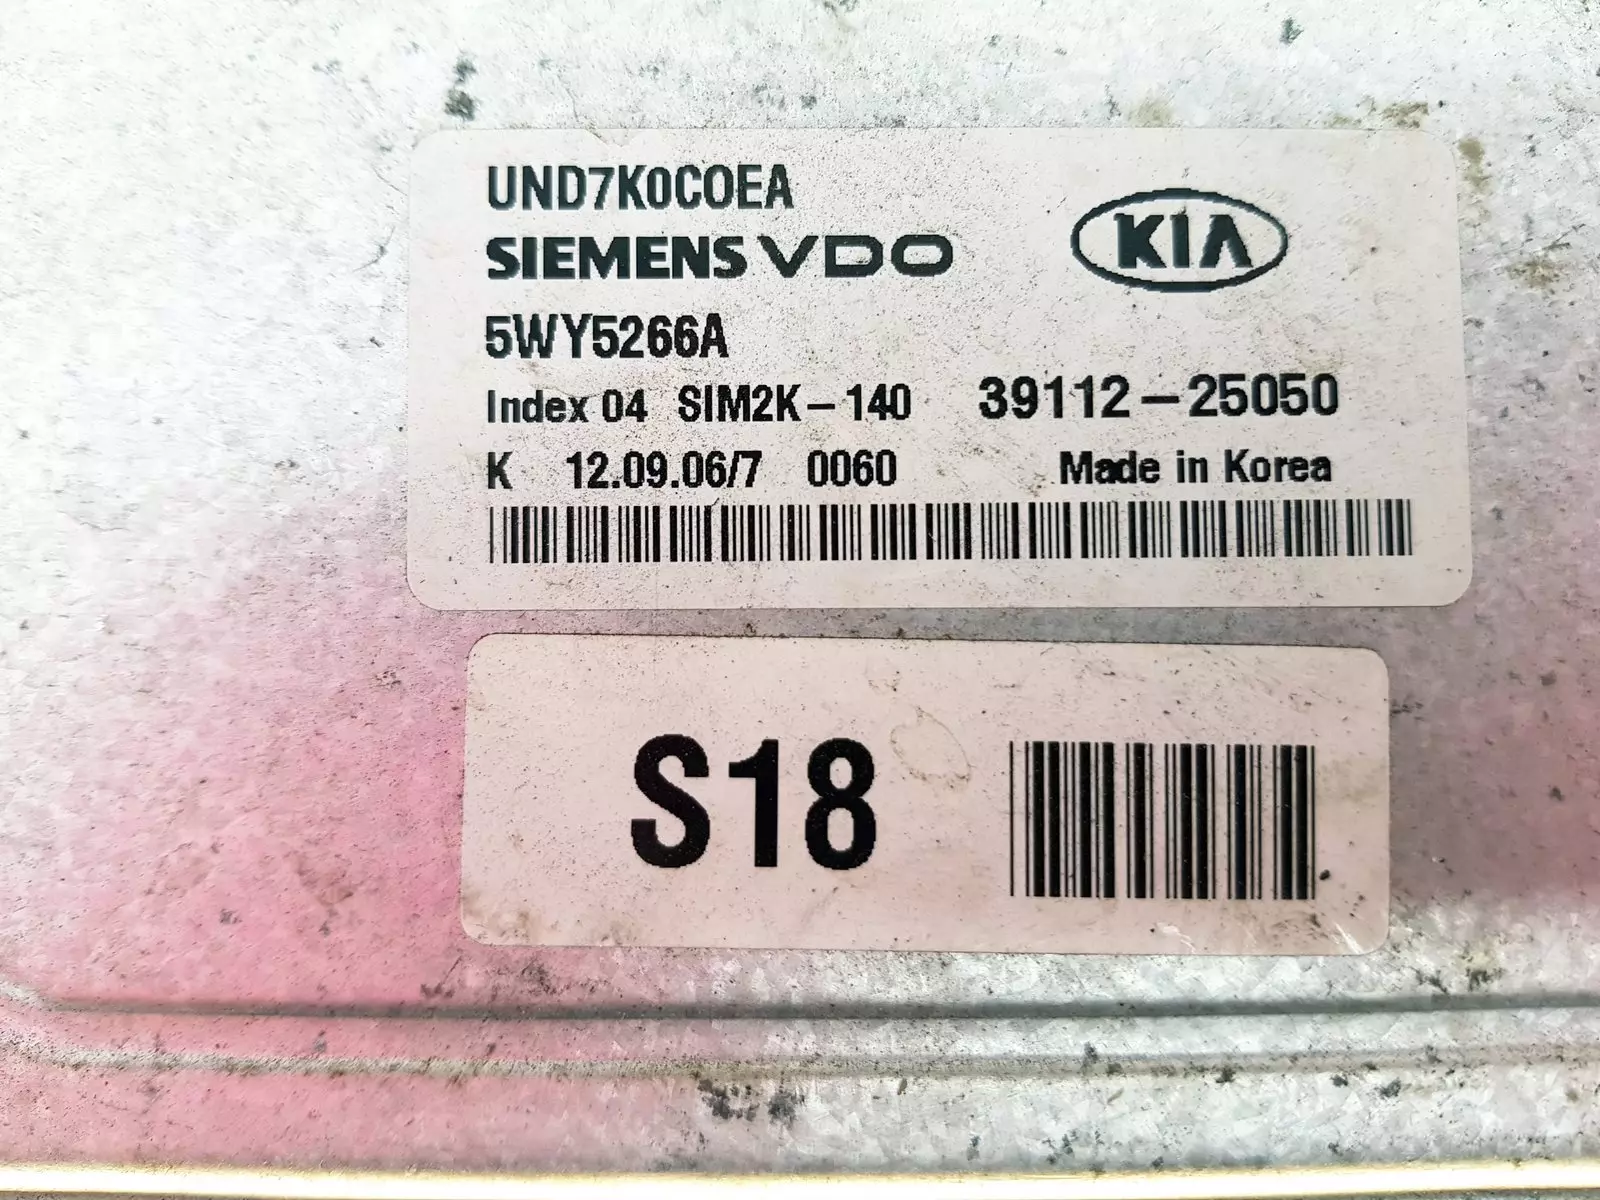 UND7K0COEA
SIEMENS VDO
KIA
5WY5266A
Index 04 SIM2K-140 39112-25050
K 12.09.06/7 0060 Made in Korea
S18